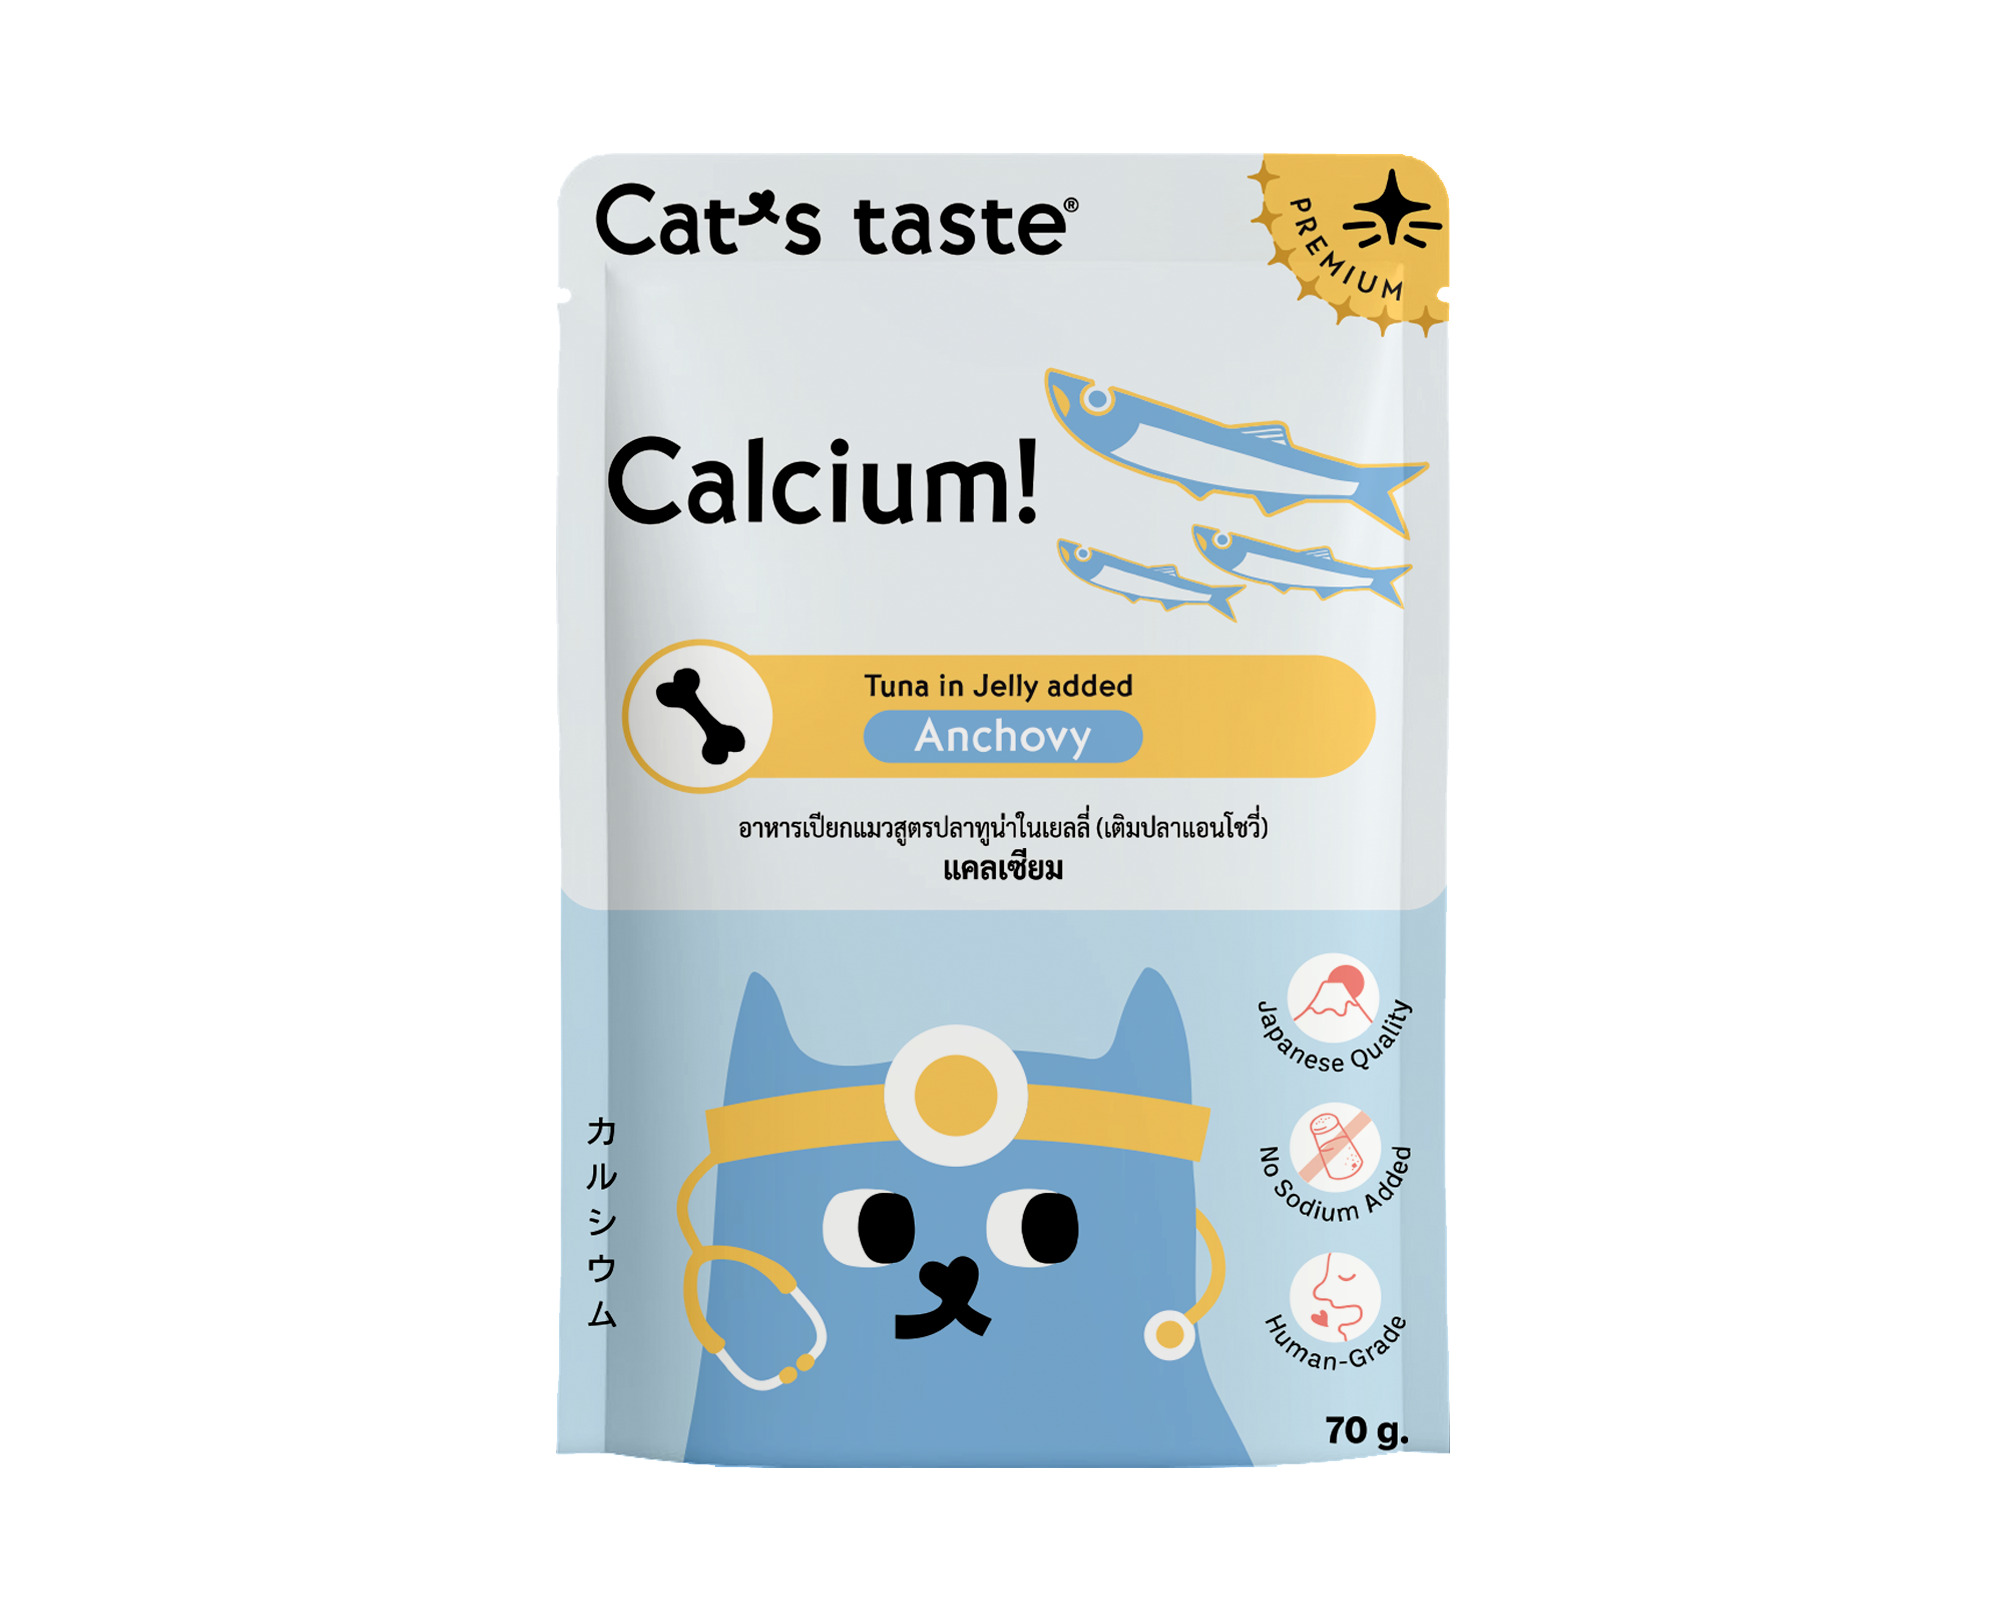 Cat's taste®
PREMIUM
Calcium!
Tuna in Jelly added
Anchovy
อาหารเปียกแมวสูตรปลาทูน่าในเยลลี่ (เติมปลาแอนโชวี่)
แคลเซียม
カルシウム
Japanese Quality
No Sodium Added
Human-Grade
70 g.